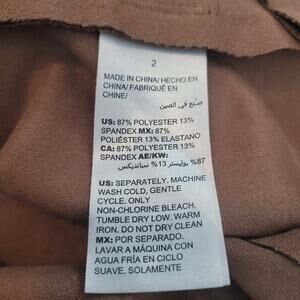 2
MADE IN CHINA/ HECHO EN
CHINA/ FABRIQUÉ EN
CHINE/
صنع في الصين
US: 87% POLYESTER 13%
SPANDEX MX: 87%
POLIÉSTER 13% ELASTANO
CA: 87% POLYESTER 13%
SPANDEX AE/KW:
87% بوليستر 13% سبانديكس
US: SEPARATELY. MACHINE
WASH COLD, GENTLE
CYCLE. ONLY
NON-CHLORINE BLEACH.
TUMBLE DRY LOW. WARM
IRON. DO NOT DRY CLEAN
MX: POR SEPARADO.
LAVAR A MÁQUINA CON
AGUA FRÍA EN CICLO
SUAVE. SOLAMENTE